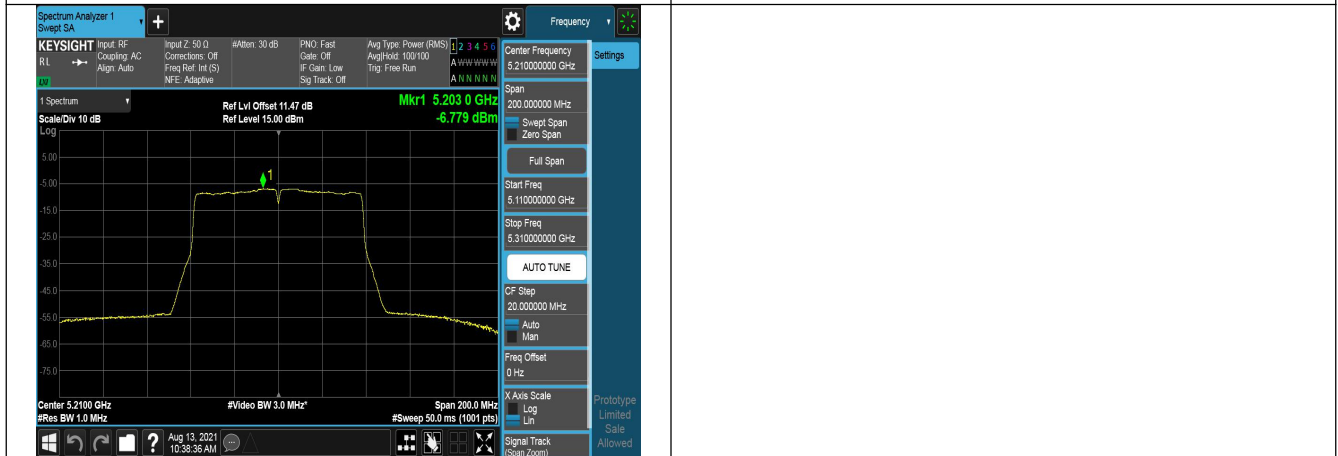 Spectrum Analyzer 1
Swept SA
+
Frequency
KEYSIGHT
RL
Input: RF
Coupling: AC
Align: Auto
Input Z: 50 Ω
Corrections: Off
Freq Ref: Int (S)
NFE: Adaptive
#Atten: 30 dB
PNO: Fast
Gate: Off
IF Gain: Low
Sig Track: Off
Avg Type: Power (RMS)
Avg|Hold: 100/100
Trig: Free Run
1 2 3 4 5 6
A W W W W W
A N N N N N
LXI
1 Spectrum
Scale/Div 10 dB
Ref Lvl Offset 11.47 dB
Ref Level 15.00 dBm
Mkr1 5.203 0 GHz
-6.779 dBm
Log
1
5.00
-5.00
-15.0
-25.0
-35.0
-45.0
-55.0
-65.0
-75.0
Center 5.2100 GHz
#Res BW 1.0 MHz
#Video BW 3.0 MHz*
Span 200.0 MHz
#Sweep 50.0 ms (1001 pts)
?
Aug 13, 2021
10:38:36 AM
Center Frequency
5.210000000 GHz
Span
200.000000 MHz
Swept Span
Zero Span
Full Span
Start Freq
5.110000000 GHz
Stop Freq
5.310000000 GHz
AUTO TUNE
CF Step
20.000000 MHz
Auto
Man
Freq Offset
0 Hz
X Axis Scale
Log
Lin
Signal Track
(Span Zoom)
Settings
Prototype
Limited
Sale
Allowed